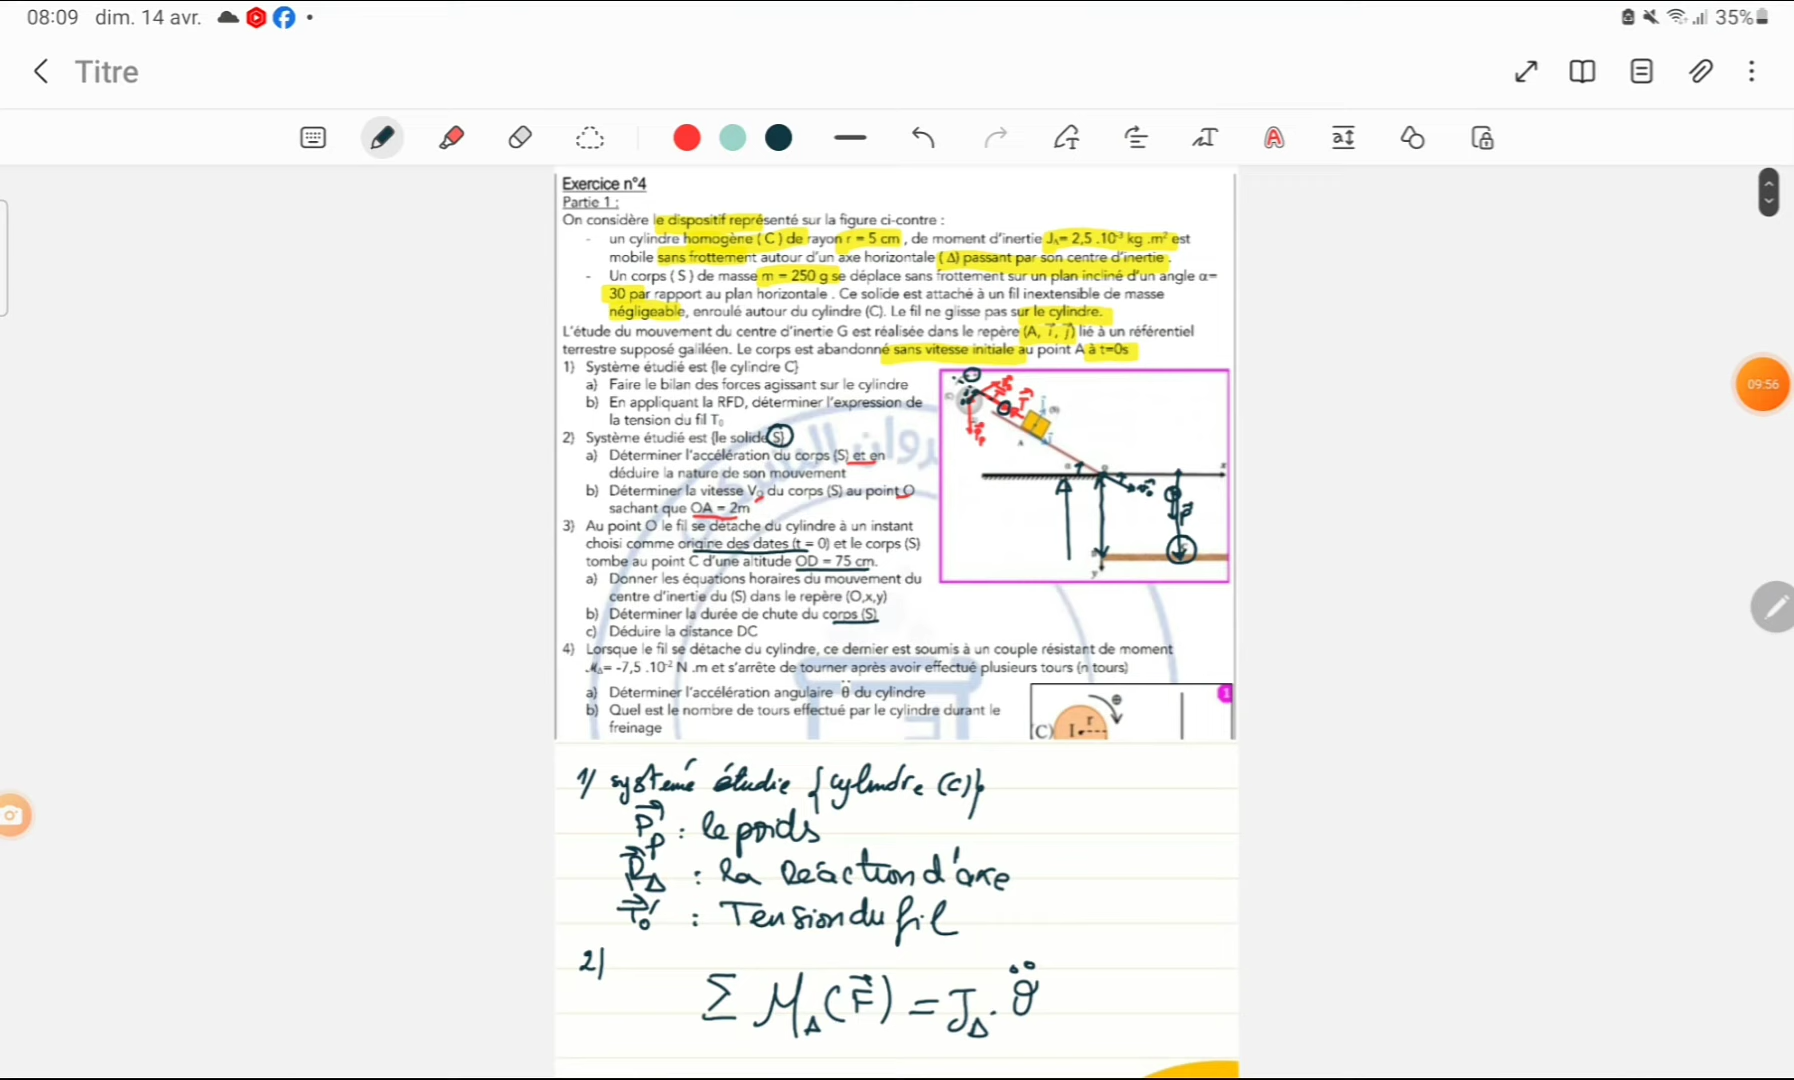 08:09 dim. 14 avr. 35%
Titre
Exercice n°4
Partie 1 :
On considère le dispositif représenté sur la figure ci-contre :
- un cylindre homogène ( C ) de rayon r = 5 cm , de moment d'inertie JΔ= 2,5 .10⁻³ kg .m² est
mobile sans frottement autour d'un axe horizontale ( Δ) passant par son centre d'inertie .
- Un corps ( S ) de masse m = 250 g se déplace sans frottement sur un plan incliné d'un angle α=
30 par rapport au plan horizontale . Ce solide est attaché à un fil inextensible de masse
négligeable, enroulé autour du cylindre (C). Le fil ne glisse pas sur le cylindre.
L'étude du mouvement du centre d'inertie G est réalisée dans le repère (A, i⃗, j⃗) lié à un référentiel
terrestre supposé galiléen. Le corps est abandonné sans vitesse initiale au point A à t=0s
1) Système étudié est {le cylindre C}
a) Faire le bilan des forces agissant sur le cylindre
b) En appliquant la RFD, déterminer l'expression de
la tension du fil T₀
2) Système étudié est {le solide S}
a) Déterminer l'accélération du corps (S) et en
déduire la nature de son mouvement
b) Déterminer la vitesse V₀ du corps (S) au point O
sachant que OA = 2m
3) Au point O le fil se détache du cylindre à un instant
choisi comme origine des dates (t = 0) et le corps (S)
tombe au point C d'une altitude OD = 75 cm.
a) Donner les équations horaires du mouvement du
centre d'inertie du (S) dans le repère (O,x,y)
b) Déterminer la durée de chute du corps (S)
c) Déduire la distance DC
4) Lorsque le fil se détache du cylindre, ce dernier est soumis à un couple résistant de moment
ℳΔ= -7,5 .10⁻² N .m et s'arrête de tourner après avoir effectué plusieurs tours (n tours)
a) Déterminer l'accélération angulaire θ̈ du cylindre
b) Quel est le nombre de tours effectué par le cylindre durant le
freinage
(C) I r θ
1
09:56
1/ systemé étudie {cylindre (C)}
P⃗p : le poids
R⃗Δ : la Réaction d'axe
T⃗₀' : Tension du fil
2/
Σ ℳΔ(F⃗) = JΔ . θ̈